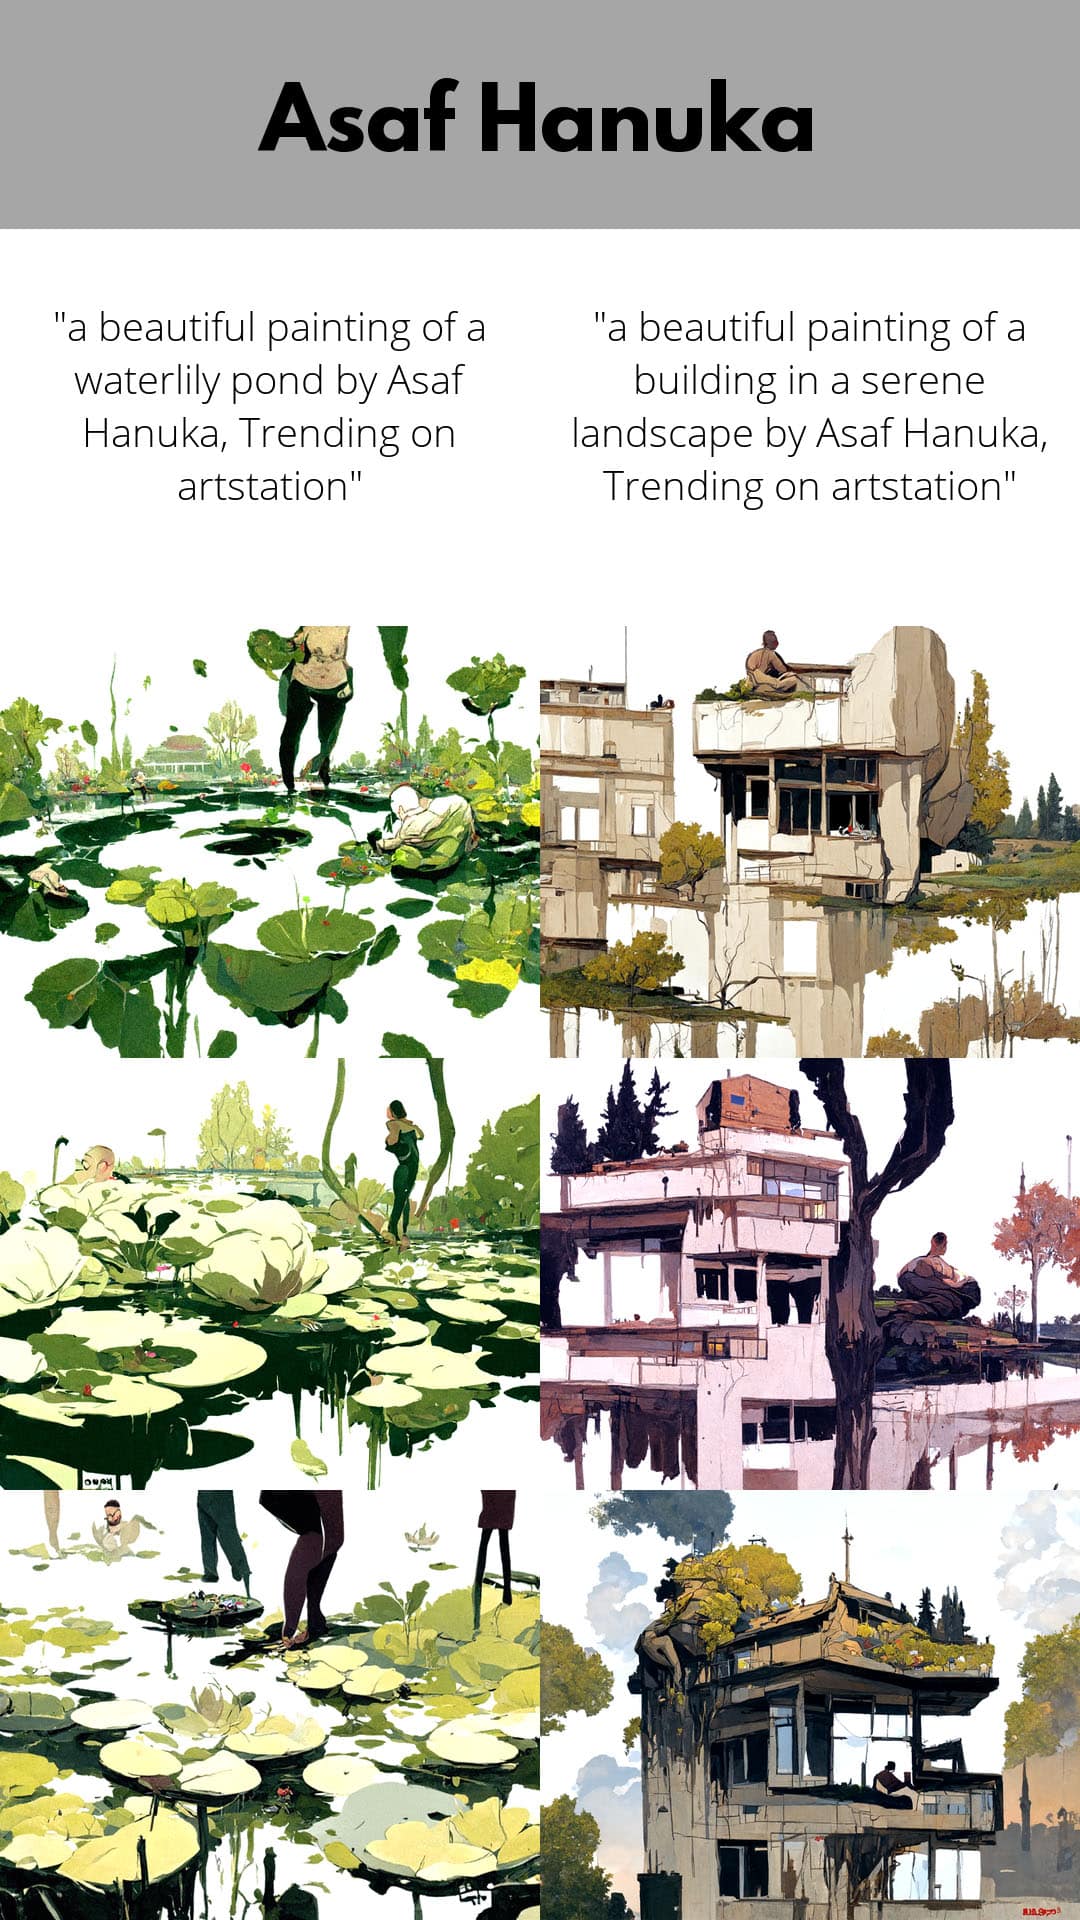 Asaf Hanuka
"a beautiful painting of a
waterlily pond by Asaf
Hanuka, Trending on
artstation"
"a beautiful painting of a
building in a serene
landscape by Asaf Hanuka,
Trending on artstation"